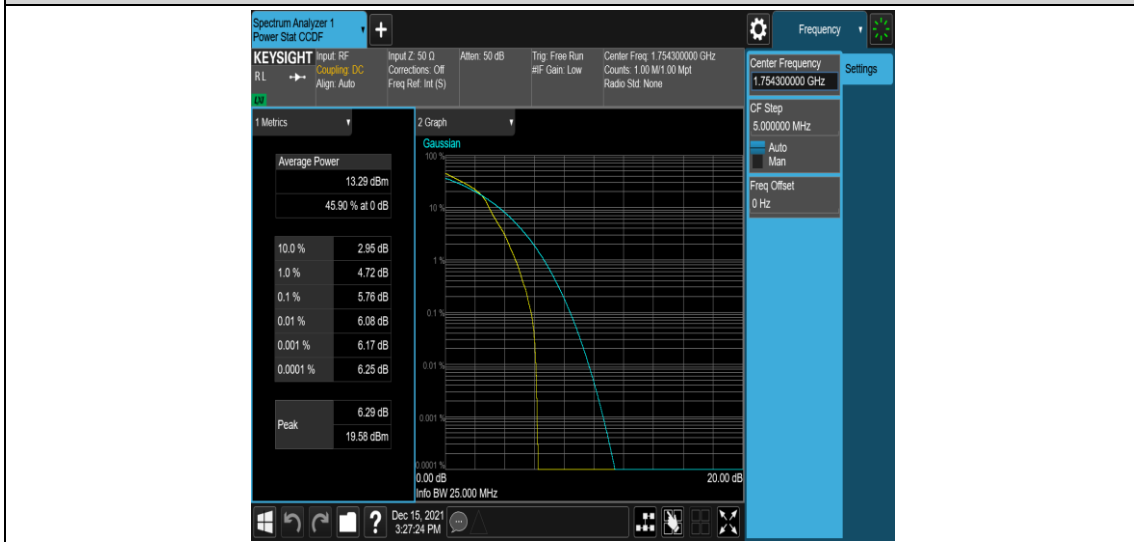 Spectrum Analyzer 1
Power Stat CCDF
+
Frequency
KEYSIGHT
RL
LXI
Input: RF
Coupling: DC
Align: Auto
Input Z: 50 Ω
Corrections: Off
Freq Ref: Int (S)
Atten: 50 dB
Trig: Free Run
#IF Gain: Low
Center Freq: 1.754300000 GHz
Counts: 1.00 M/1.00 Mpt
Radio Std: None
Center Frequency
1.754300000 GHz
Settings
CF Step
5.000000 MHz
Auto
Man
Freq Offset
0 Hz
1 Metrics
Average Power
13.29 dBm
45.90 % at 0 dB
10.0 % 2.95 dB
1.0 % 4.72 dB
0.1 % 5.76 dB
0.01 % 6.08 dB
0.001 % 6.17 dB
0.0001 % 6.25 dB
Peak
6.29 dB
19.58 dBm
2 Graph
Gaussian
100 %
10 %
1 %
0.1 %
0.01 %
0.001 %
0.0001 %
0.00 dB 20.00 dB
Info BW 25.000 MHz
?
Dec 15, 2021
3:27:24 PM